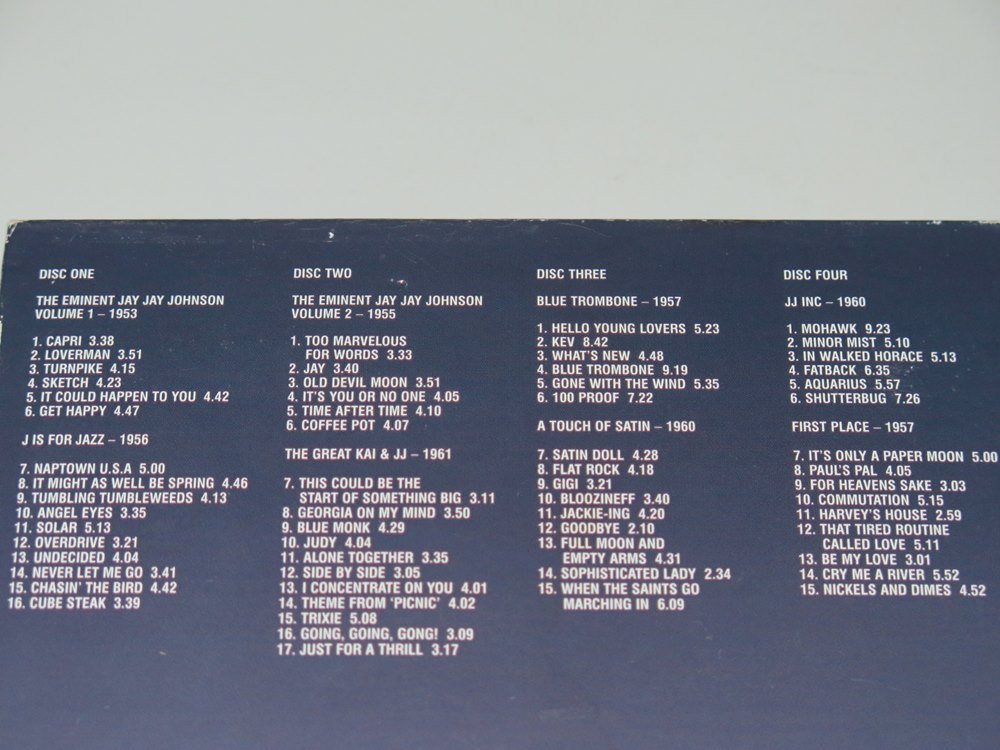 DISC ONE
THE EMINENT JAY JAY JOHNSON
VOLUME 1 – 1953
1. CAPRI 3.38
2. LOVERMAN 3.51
3. TURNPIKE 4.15
4. SKETCH 4.23
5. IT COULD HAPPEN TO YOU 4.42
6. GET HAPPY 4.47
J IS FOR JAZZ – 1956
7. NAPTOWN U.S.A 5.00
8. IT MIGHT AS WELL BE SPRING 4.46
9. TUMBLING TUMBLEWEEDS 4.13
10. ANGEL EYES 3.35
11. SOLAR 5.13
12. OVERDRIVE 3.21
13. UNDECIDED 4.04
14. NEVER LET ME GO 3.41
15. CHASIN' THE BIRD 4.42
16. CUBE STEAK 3.39
DISC TWO
THE EMINENT JAY JAY JOHNSON
VOLUME 2 – 1955
1. TOO MARVELOUS
FOR WORDS 3.33
2. JAY 3.40
3. OLD DEVIL MOON 3.51
4. IT'S YOU OR NO ONE 4.05
5. TIME AFTER TIME 4.10
6. COFFEE POT 4.07
THE GREAT KAI & JJ – 1961
7. THIS COULD BE THE
START OF SOMETHING BIG 3.11
8. GEORGIA ON MY MIND 3.50
9. BLUE MONK 4.29
10. JUDY 4.04
11. ALONE TOGETHER 3.35
12. SIDE BY SIDE 3.05
13. I CONCENTRATE ON YOU 4.01
14. THEME FROM 'PICNIC' 4.02
15. TRIXIE 5.08
16. GOING, GOING, GONG! 3.09
17. JUST FOR A THRILL 3.17
DISC THREE
BLUE TROMBONE – 1957
1. HELLO YOUNG LOVERS 5.23
2. KEV 8.42
3. WHAT'S NEW 4.48
4. BLUE TROMBONE 9.19
5. GONE WITH THE WIND 5.35
6. 100 PROOF 7.22
A TOUCH OF SATIN – 1960
7. SATIN DOLL 4.28
8. FLAT ROCK 4.18
9. GIGI 3.21
10. BLOOZINEFF 3.40
11. JACKIE-ING 4.20
12. GOODBYE 2.10
13. FULL MOON AND
EMPTY ARMS 4.31
14. SOPHISTICATED LADY 2.34
15. WHEN THE SAINTS GO
MARCHING IN 6.09
DISC FOUR
JJ INC – 1960
1. MOHAWK 9.23
2. MINOR MIST 5.10
3. IN WALKED HORACE 5.13
4. FATBACK 6.35
5. AQUARIUS 5.57
6. SHUTTERBUG 7.26
FIRST PLACE – 1957
7. IT'S ONLY A PAPER MOON 5.00
8. PAUL'S PAL 4.05
9. FOR HEAVENS SAKE 3.03
10. COMMUTATION 5.15
11. HARVEY'S HOUSE 2.59
12. THAT TIRED ROUTINE
CALLED LOVE 5.11
13. BE MY LOVE 3.01
14. CRY ME A RIVER 5.52
15. NICKELS AND DIMES 4.52